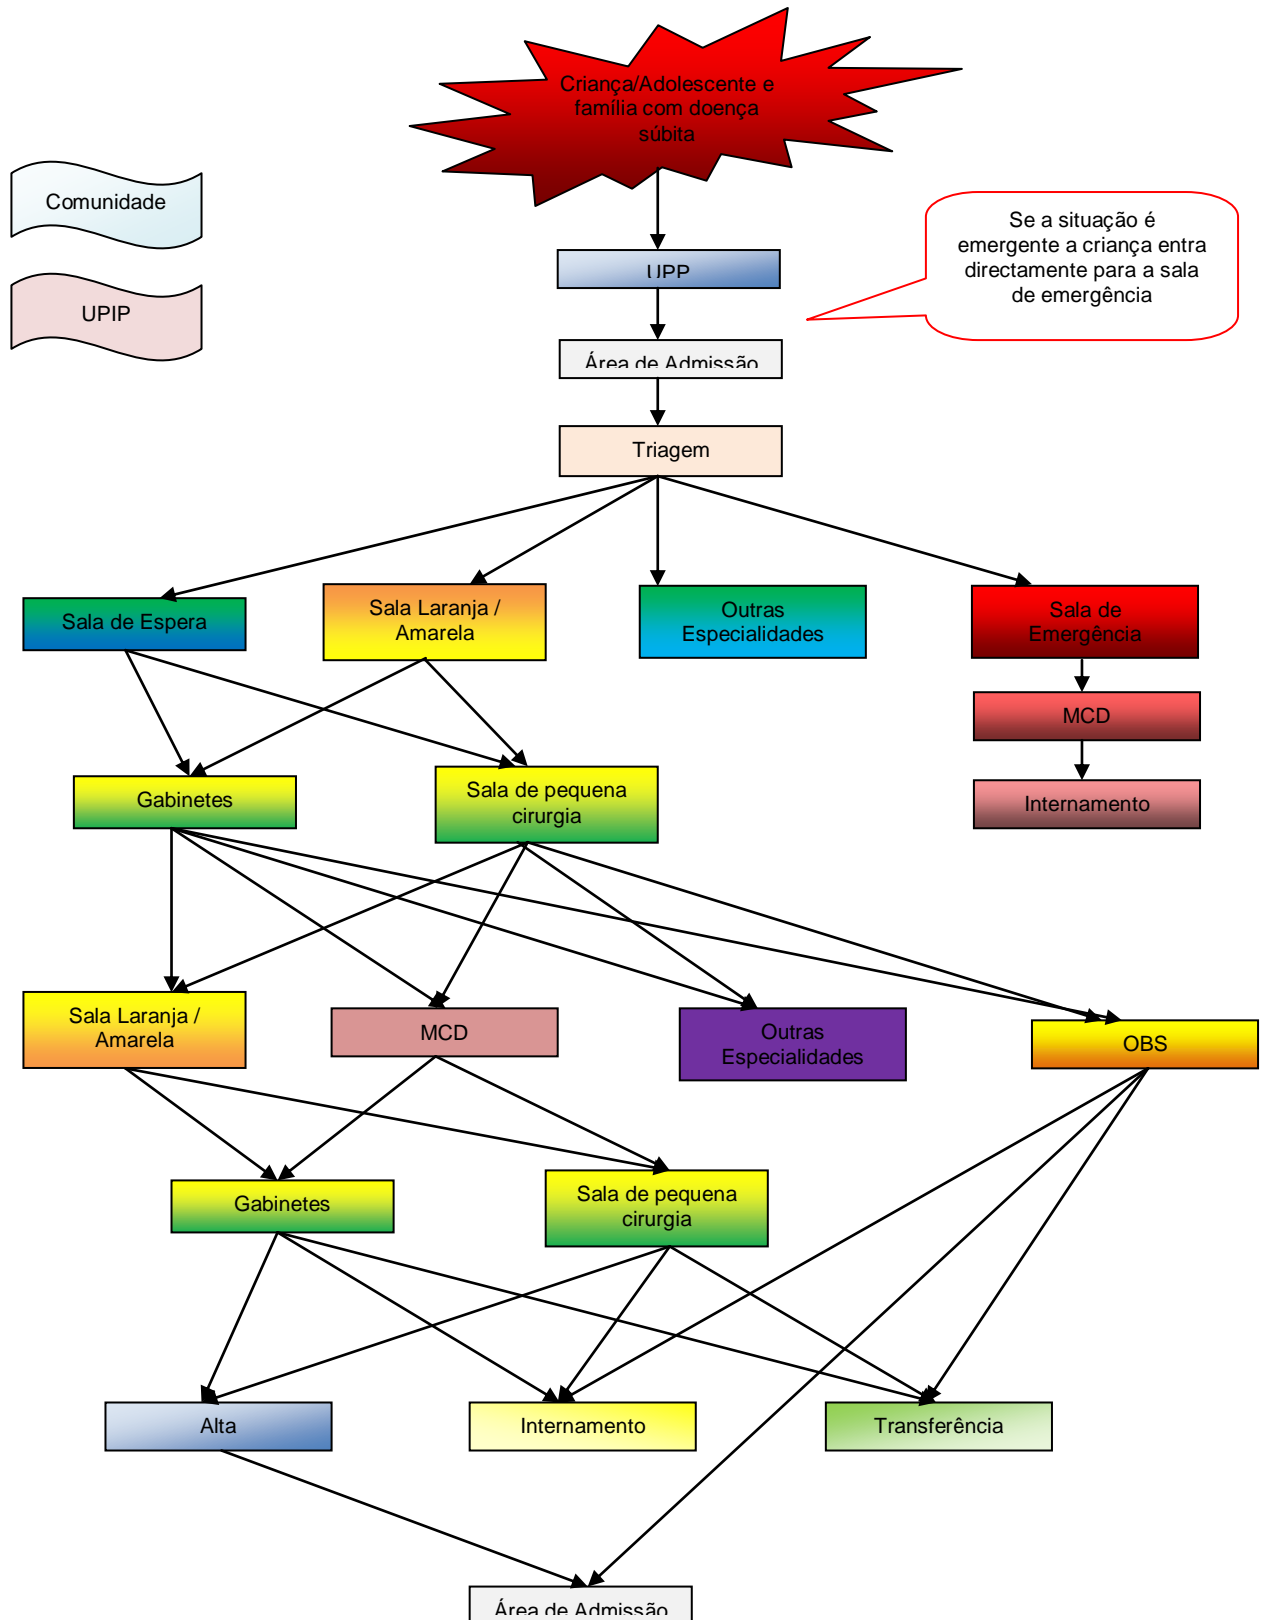 Criança/Adolescente e
família com doença
súbita
Comunidade
Se a situação é
emergente a criança entra
directamente para a sala
de emergência
UPP
UPIP
Área de Admissão
Triagem
Sala de Espera
Sala Laranja /
Amarela
Outras
Especialidades
Sala de
Emergência
MCD
Internamento
Gabinetes
Sala de pequena
cirurgia
Sala Laranja /
Amarela
MCD
Outras
Especialidades
OBS
Gabinetes
Sala de pequena
cirurgia
Alta
Internamento
Transferência
Área de Admissão